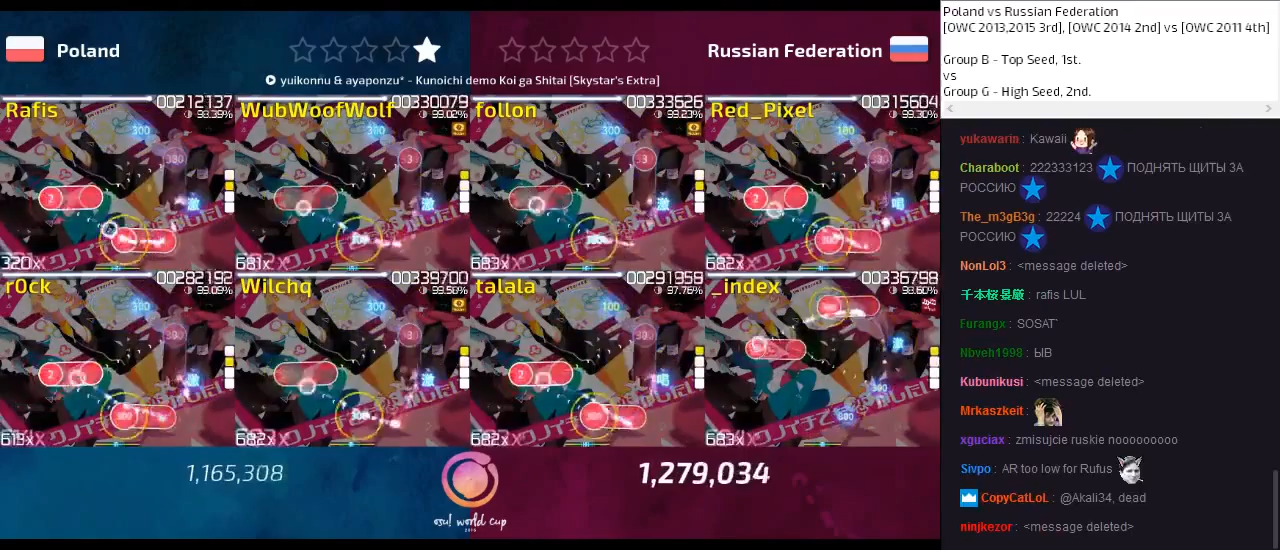 Poland
Russian Federation
yuikonnu & ayaponzu* - Kunoichi demo Koi ga Shitai [Skystar's Extra]
Rafis
00212137
98.39%
WubWoofWolf
00330079
99.02%
follon
00333626
99.23%
Red_Pixel
00315604
99.30%
320x
681x
683x
682x
r0ck
00282192
99.09%
Wilchq
00339700
99.56%
talala
00291959
97.76%
_index
00336798
98.60%
619x
682x
682x
683x
1,165,308
1,279,034
osu! world cup
Poland vs Russian Federation
[OWC 2013,2015 3rd], [OWC 2014 2nd] vs [OWC 2011 4th]
Group B - Top Seed, 1st.
vs
Group G - High Seed, 2nd.
yukawarin : Kawaii
Charaboot : 222333123 ПОДНЯТЬ ЩИТЫ ЗА
РОССИЮ
The_m3gB3g : 22224 ПОДНЯТЬ ЩИТЫ ЗА
РОССИЮ
NonLol3 : <message deleted>
千本桜景厳 : rafis LUL
Furangx : SOSAT'
Nbveh1998 : ЫВ
Kubunikusi : <message deleted>
Mrkaszkeit :
xguciax : zmisujcie ruskie nooooooooo
Sivpo : AR too low for Rufus
CopyCatLoL : @Akali34, dead
ninjkezor : <message deleted>